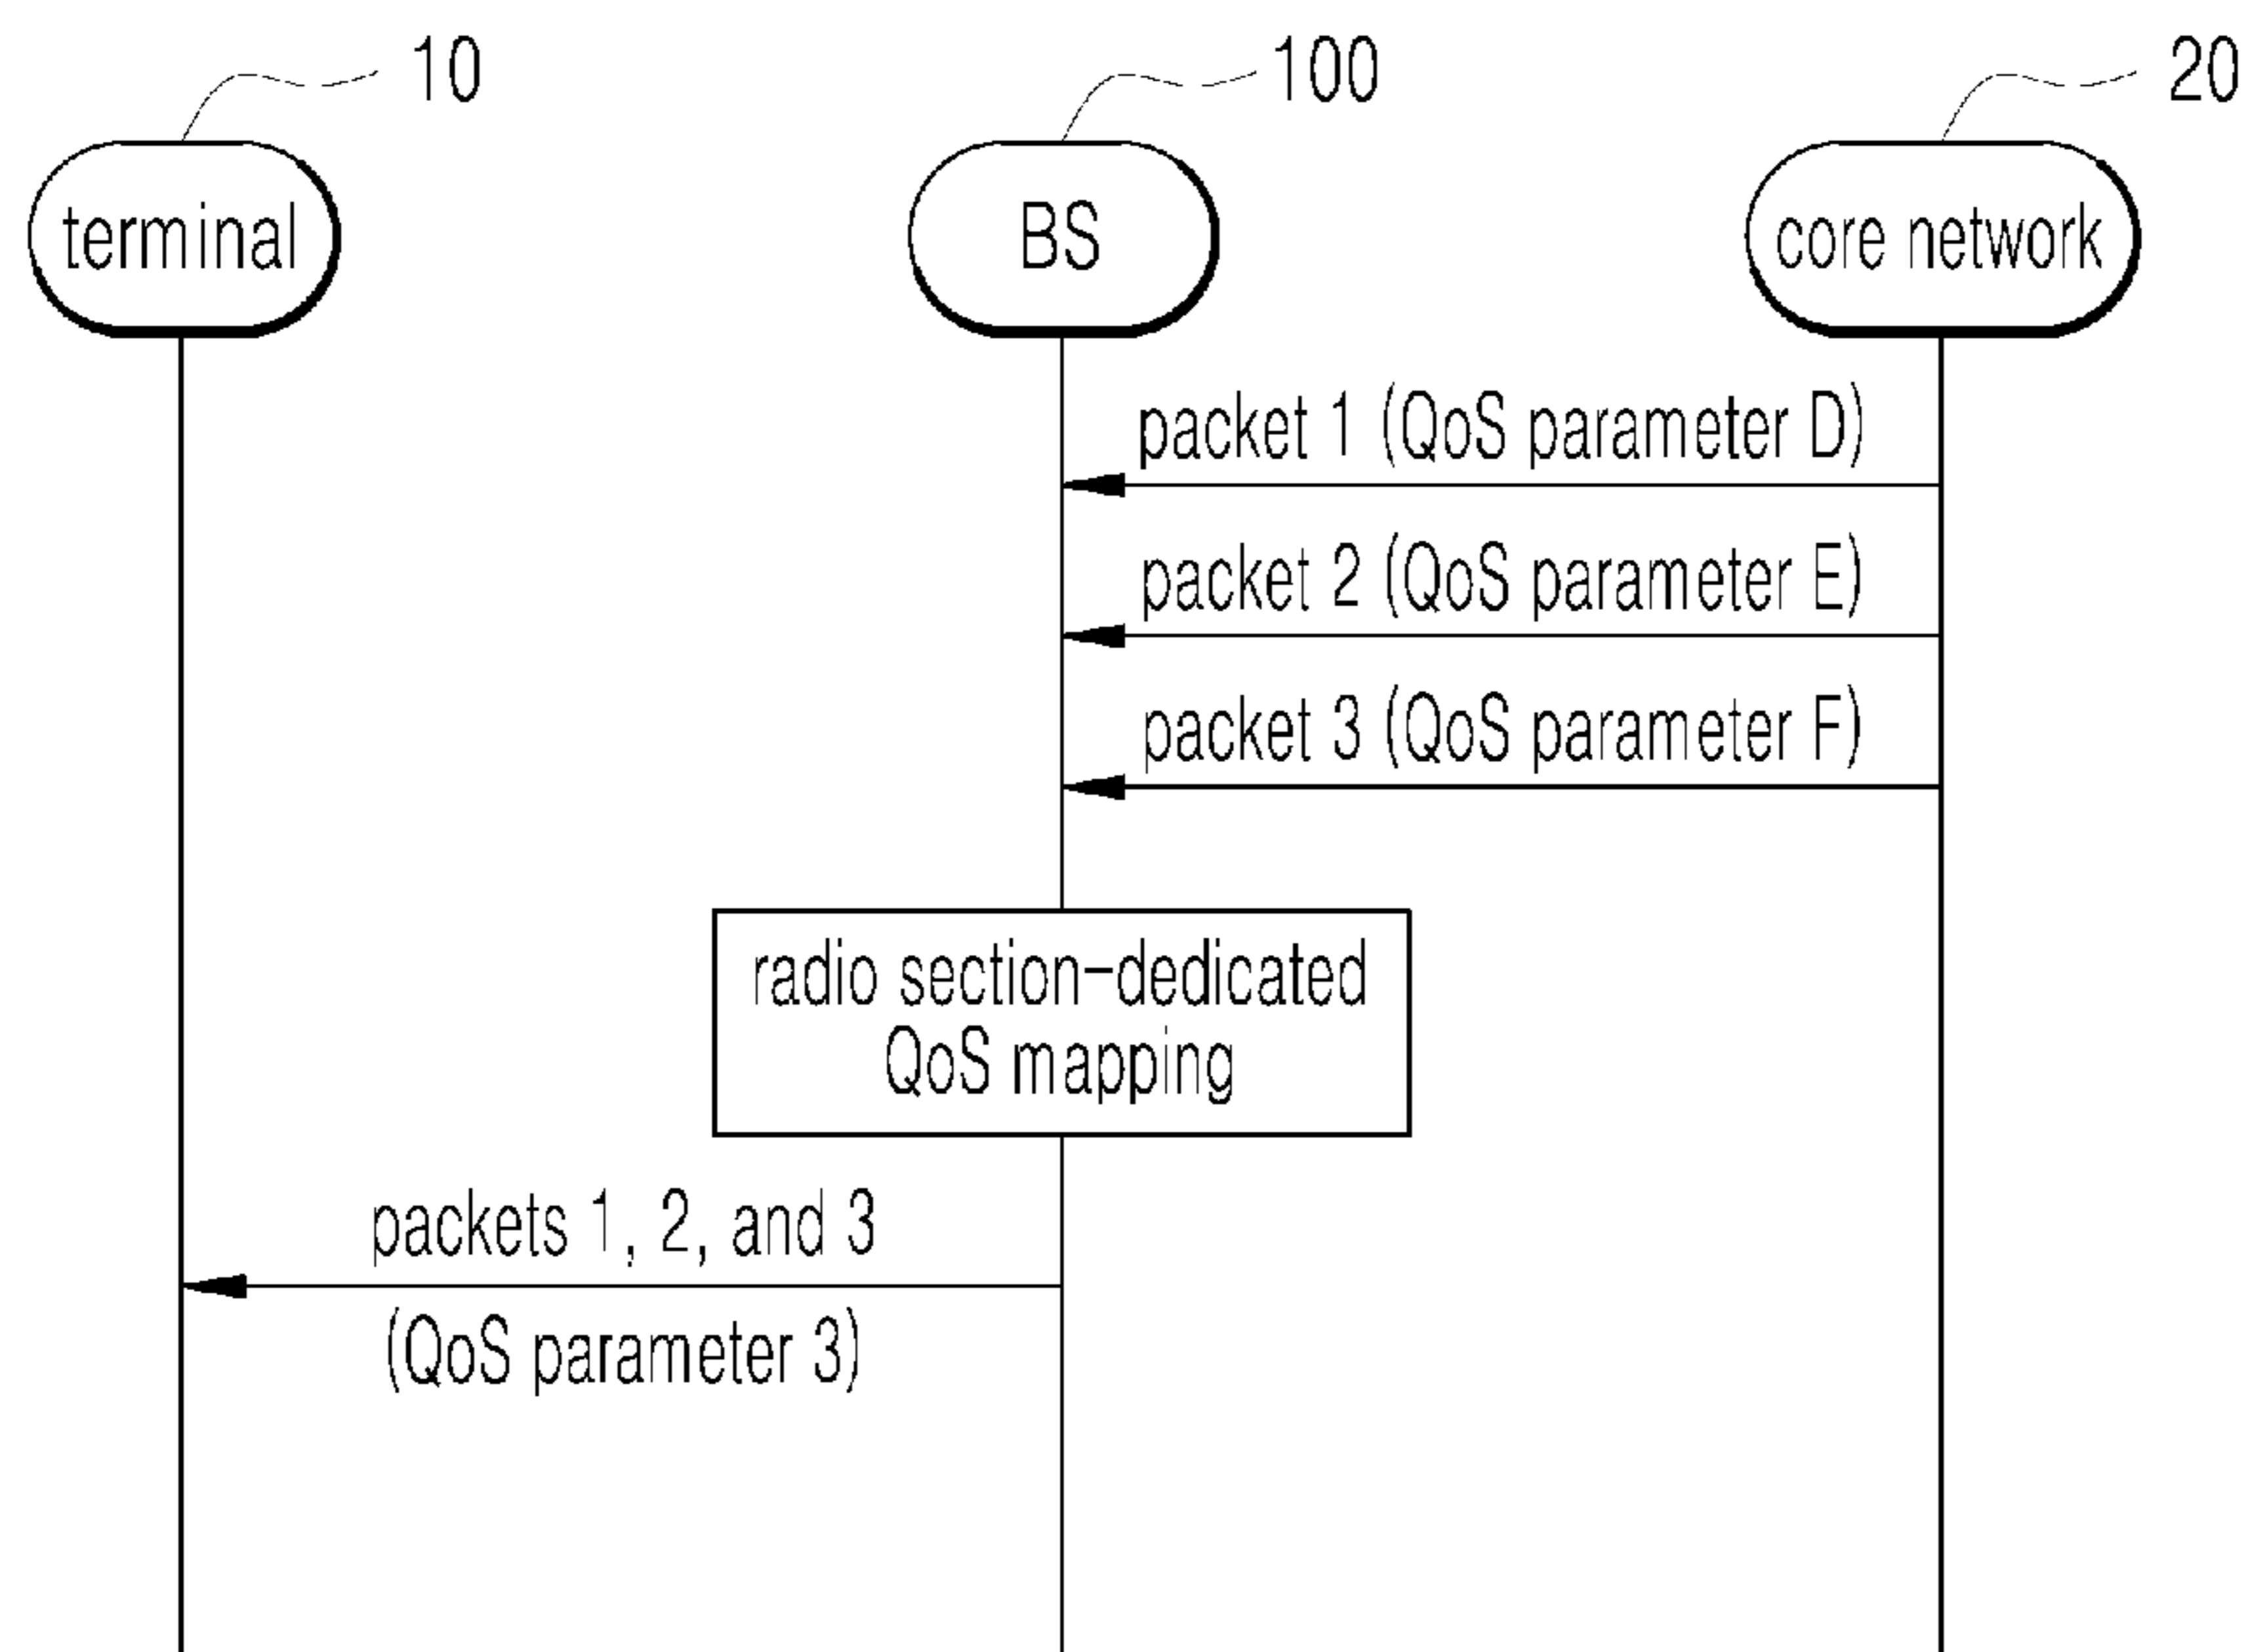 10
100
20
terminal
BS
core network
packet 1 (QoS parameter D)
packet 2 (QoS parameter E)
packet 3 (QoS parameter F)
radio section-dedicated
QoS mapping
packets 1, 2, and 3
(QoS parameter 3)